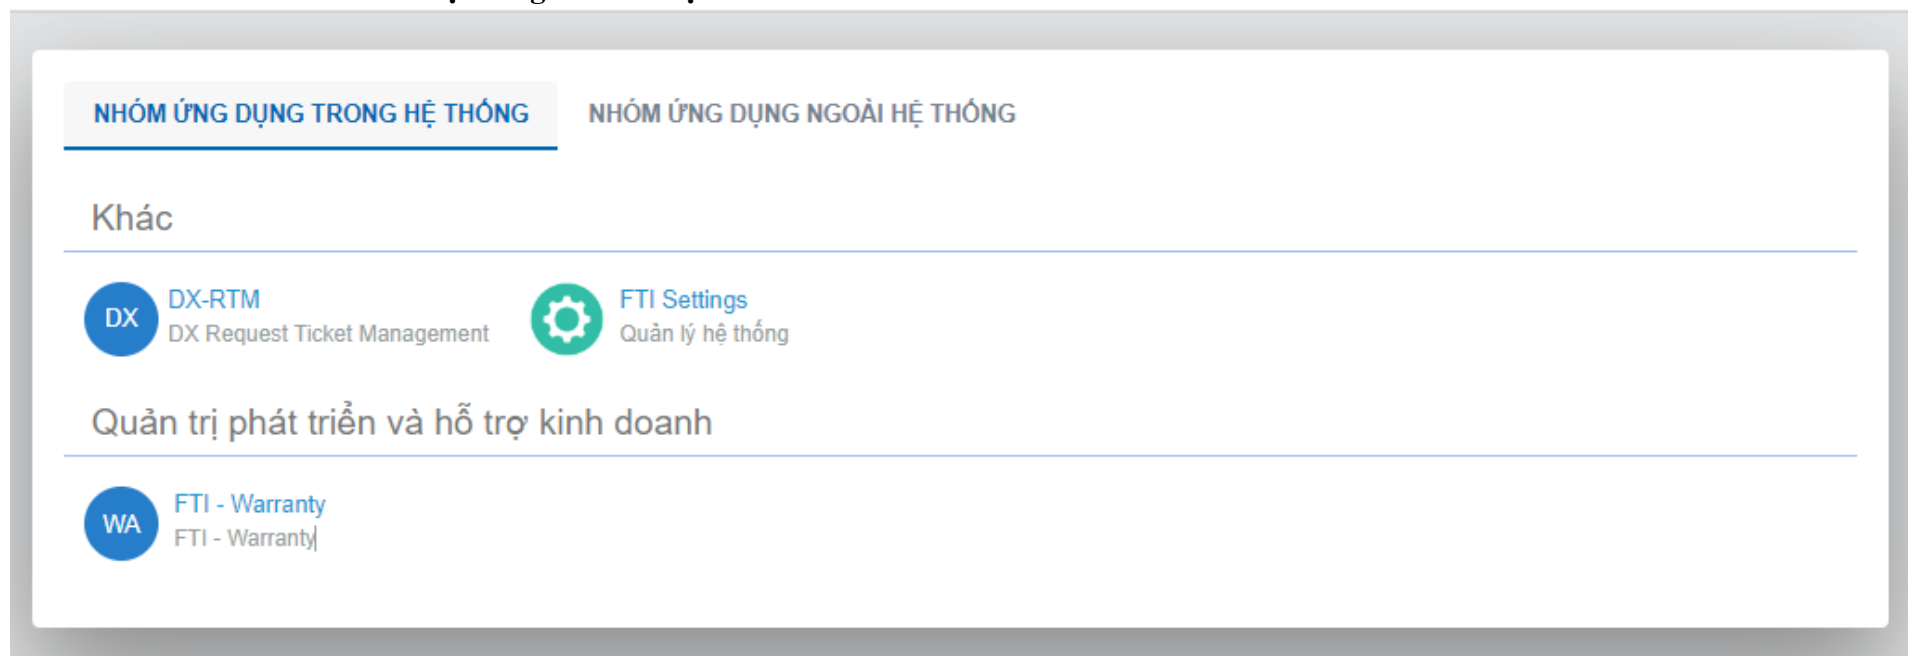 NHÓM ỨNG DỤNG TRONG HỆ THỐNG NHÓM ỨNG DỤNG NGOÀI HỆ THỐNG
Khác
DX DX-RTM
DX Request Ticket Management
FTI Settings
Quản lý hệ thống
Quản trị phát triển và hỗ trợ kinh doanh
WA FTI - Warranty
FTI - Warranty